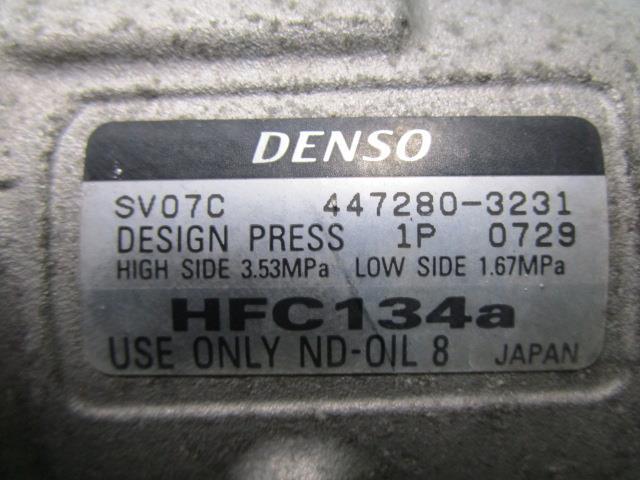 DENSO
SV07C 447280-3231
DESIGN PRESS 1P 0729
HIGH SIDE 3.53MPa LOW SIDE 1.67MPa
HFC134a
USE ONLY ND-OIL 8 JAPAN